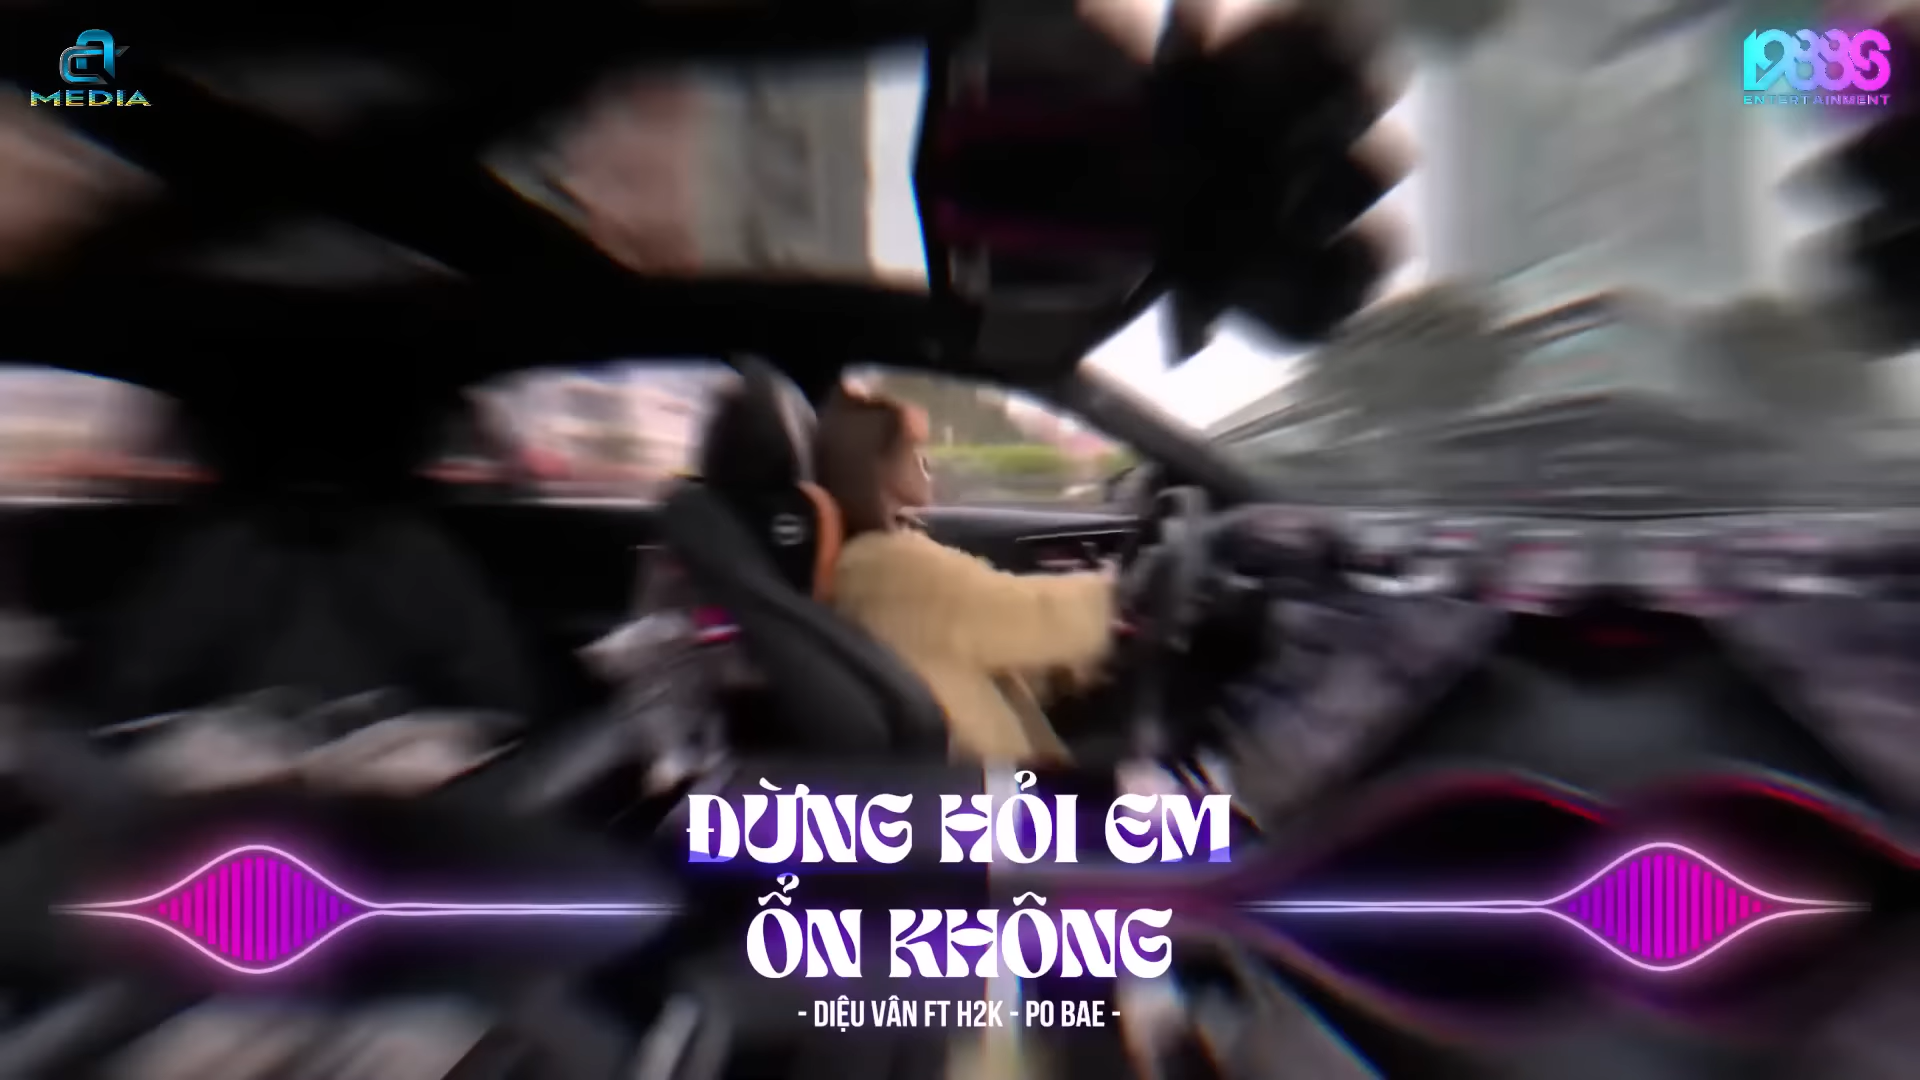 MEDIA
1988S
ENTERTAINMENT
ĐỪNG HỎI EM
ỔN KHÔNG
- DIỆU VÂN FT H2K - PO BAE -